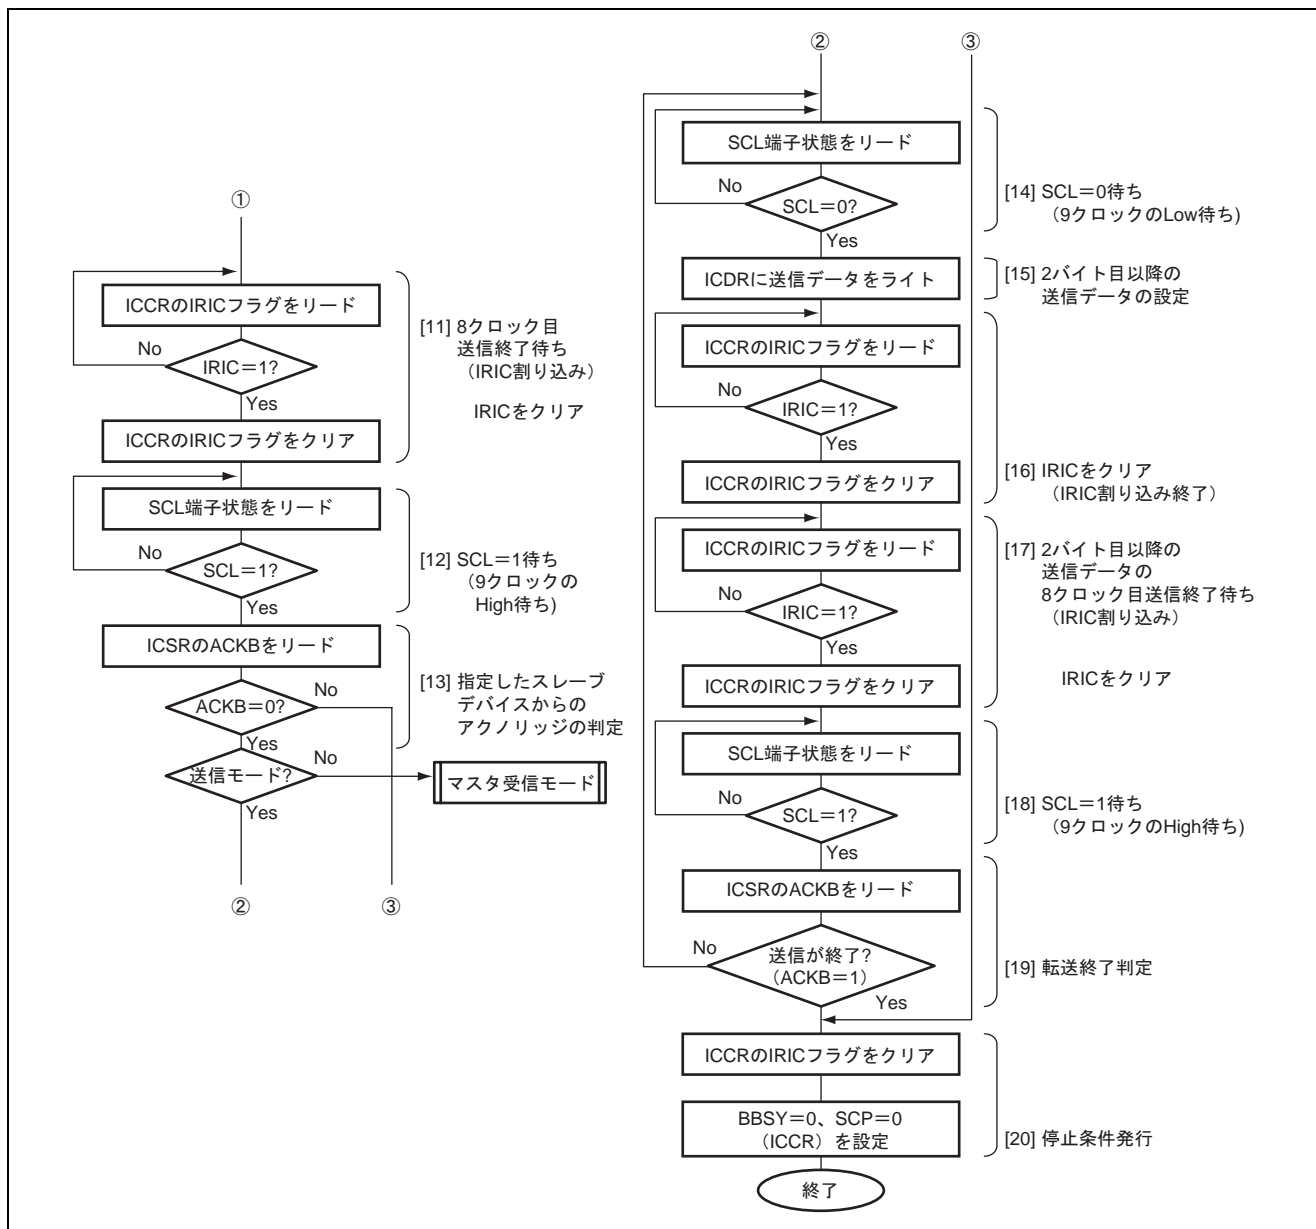 ①
ICCRのIRICフラグをリード
No
IRIC＝1?
Yes
ICCRのIRICフラグをクリア
[11] 8クロック目
送信終了待ち
（IRIC割り込み）
IRICをクリア
SCL端子状態をリード
No
SCL＝1?
Yes
[12] SCL＝1待ち
（9クロックの
High待ち)
ICSRのACKBをリード
ACKB＝0?
No
Yes
[13] 指定したスレーブ
デバイスからの
アクノリッジの判定
送信モード?
No
Yes
マスタ受信モード
②
③
②
③
SCL端子状態をリード
No
SCL＝0?
Yes
[14] SCL＝0待ち
（9クロックのLow待ち)
ICDRに送信データをライト
[15] 2バイト目以降の
送信データの設定
ICCRのIRICフラグをリード
No
IRIC＝1?
Yes
ICCRのIRICフラグをクリア
[16] IRICをクリア
（IRIC割り込み終了）
ICCRのIRICフラグをリード
No
IRIC＝1?
Yes
ICCRのIRICフラグをクリア
[17] 2バイト目以降の
送信データの
8クロック目送信終了待ち
（IRIC割り込み）
IRICをクリア
SCL端子状態をリード
No
SCL＝1?
Yes
[18] SCL＝1待ち
（9クロックのHigh待ち)
ICSRのACKBをリード
No
送信が終了?
（ACKB＝1）
Yes
[19] 転送終了判定
ICCRのIRICフラグをクリア
BBSY＝0、SCP＝0
（ICCR）を設定
[20] 停止条件発行
終了